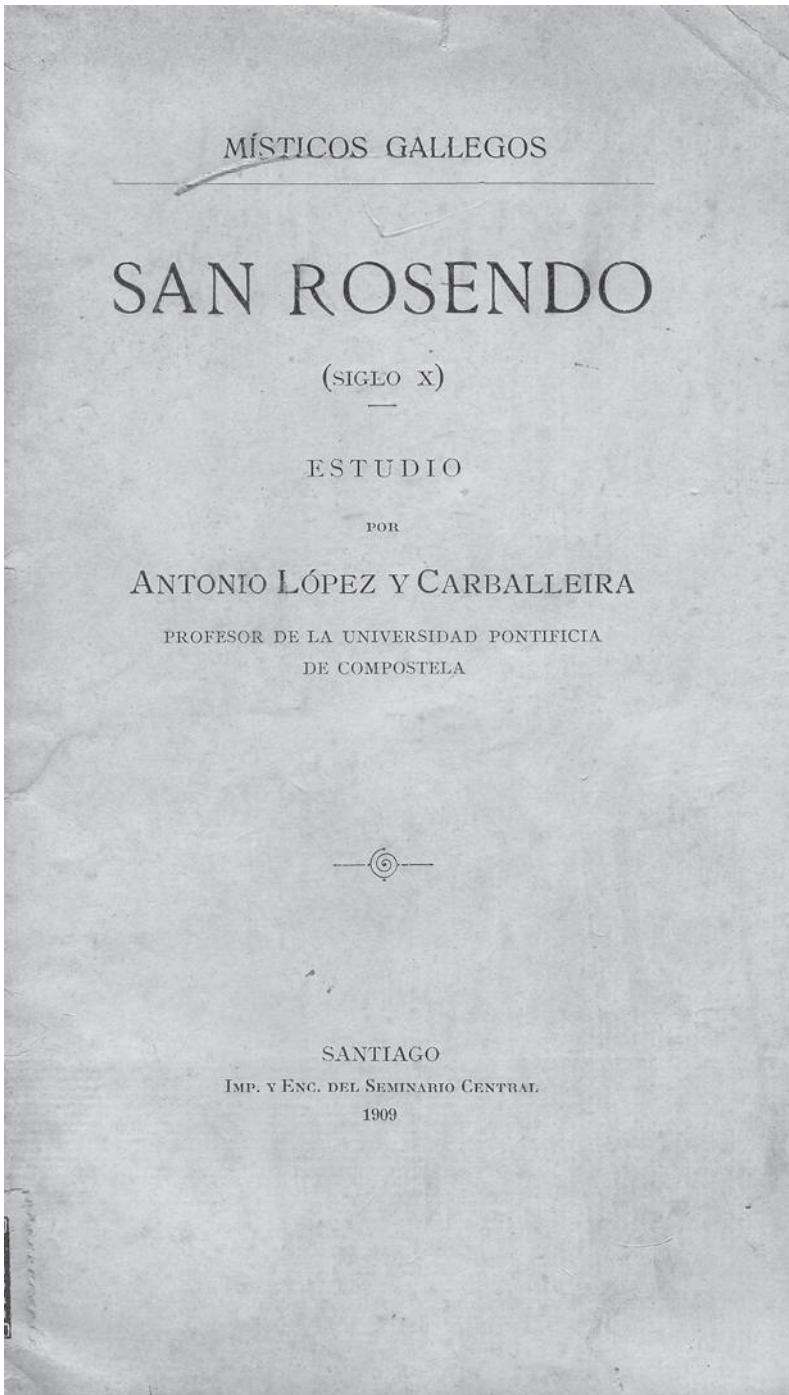 MÍSTICOS GALLEGOS
SAN ROSENDO
(SIGLO X)
ESTUDIO
POR
ANTONIO LÓPEZ Y CARBALLEIRA
PROFESOR DE LA UNIVERSIDAD PONTIFICIA
DE COMPOSTELA
SANTIAGO
IMP. Y ENC. DEL SEMINARIO CENTRAL
1909